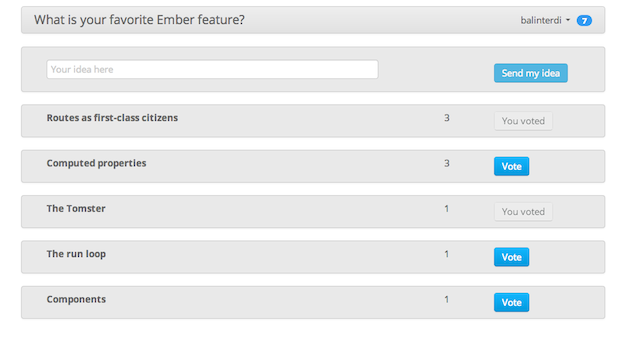 What is your favorite Ember feature? balinterdi 7
Your idea here Send my idea
Routes as first-class citizens 3 You voted
Computed properties 3 Vote
The Tomster 1 You voted
The run loop 1 Vote
Components 1 Vote